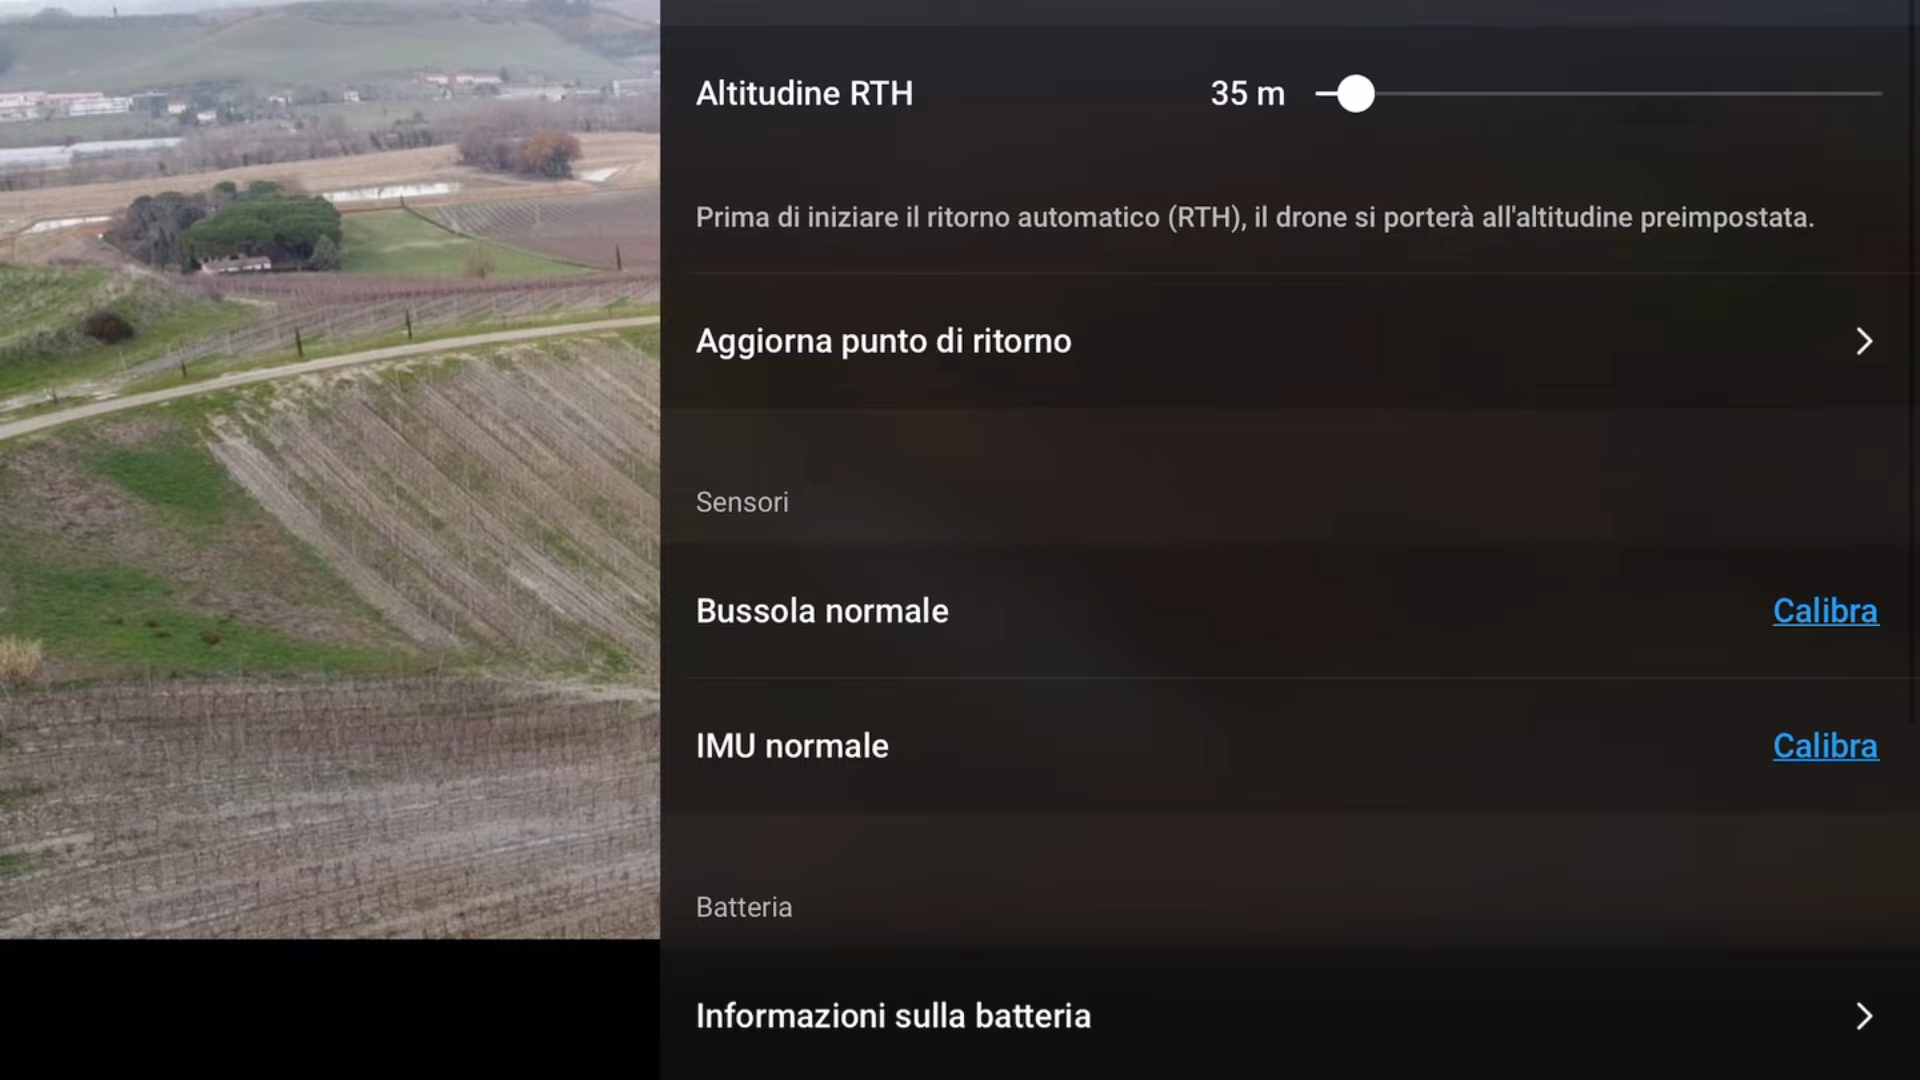 Altitudine RTH 35 m
Prima di iniziare il ritorno automatico (RTH), il drone si porterà all'altitudine preimpostata.
Aggiorna punto di ritorno
Sensori
Bussola normale Calibra
IMU normale Calibra
Batteria
Informazioni sulla batteria